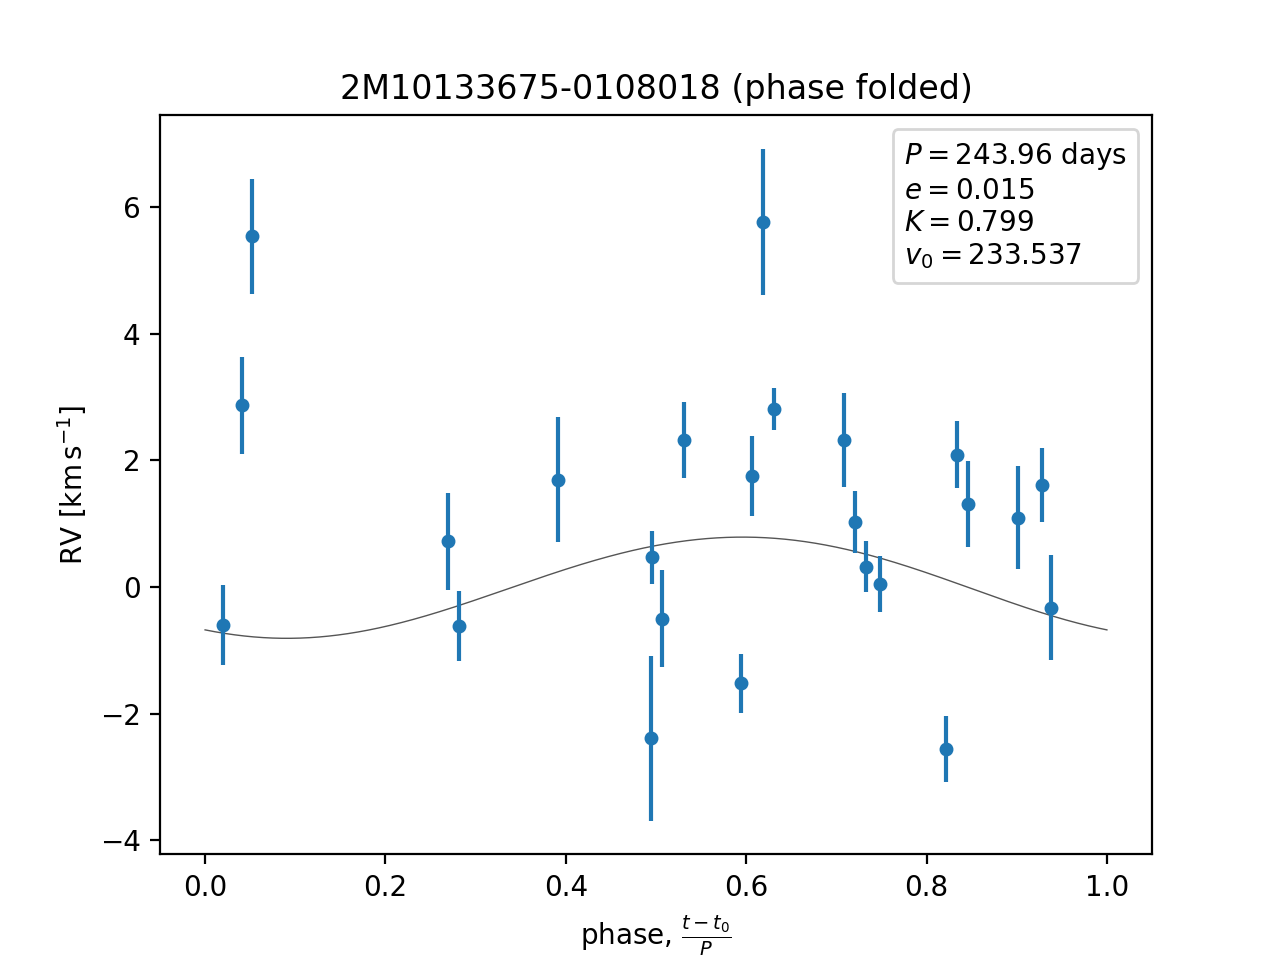 2M10133675-0108018 (phase folded)
P = 243.96 days
e = 0.015
K = 0.799
v₀ = 233.537
6
4
2
0
−2
−4
RV [km s⁻¹]
0.0 0.2 0.4 0.6 0.8 1.0
phase, (t − t₀)/P